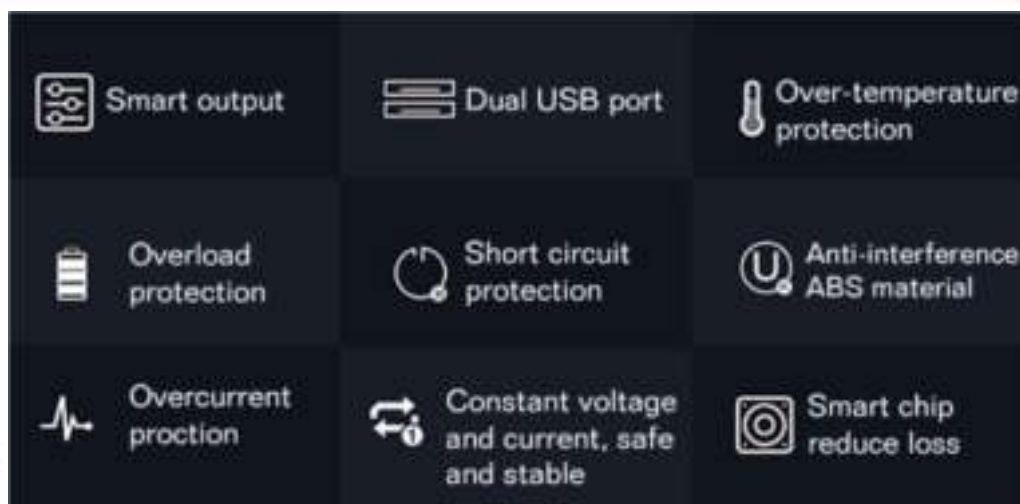 Smart output
Dual USB port
Over-temperature
protection
Overload
protection
Short circuit
protection
Anti-interference
ABS material
Overcurrent
proction
Constant voltage
and current, safe
and stable
Smart chip
reduce loss